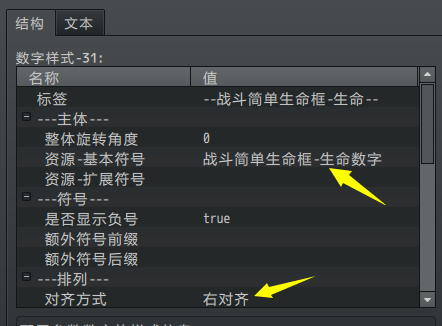 结构 文本
数字样式-31:
名称 值
标签 --战斗简单生命框-生命--
---主体---
整体旋转角度 0
资源-基本符号 战斗简单生命框-生命数字
资源-扩展符号
---符号---
是否显示负号 true
额外符号前缀
额外符号后缀
---排列---
对齐方式 右对齐